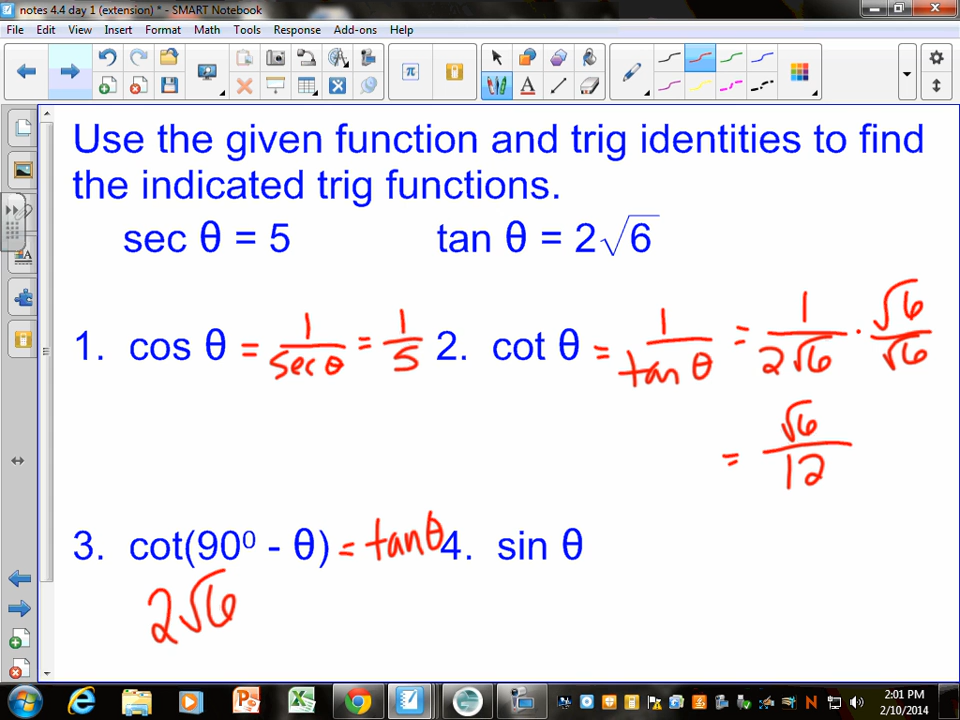 notes 4.4 day 1 (extension) * - SMART Notebook
File Edit View Insert Format Math Tools Response Add-ons Help
Use the given function and trig identities to find
the indicated trig functions.
sec θ = 5 tan θ = 2√6
1. cos θ = 1/sec θ = 1/5 2. cot θ = 1/tan θ = 1/2√6 · √6/√6
= √6/12
3. cot(90⁰ - θ) = tan θ 4. sin θ
2√6
2:01 PM
2/10/2014